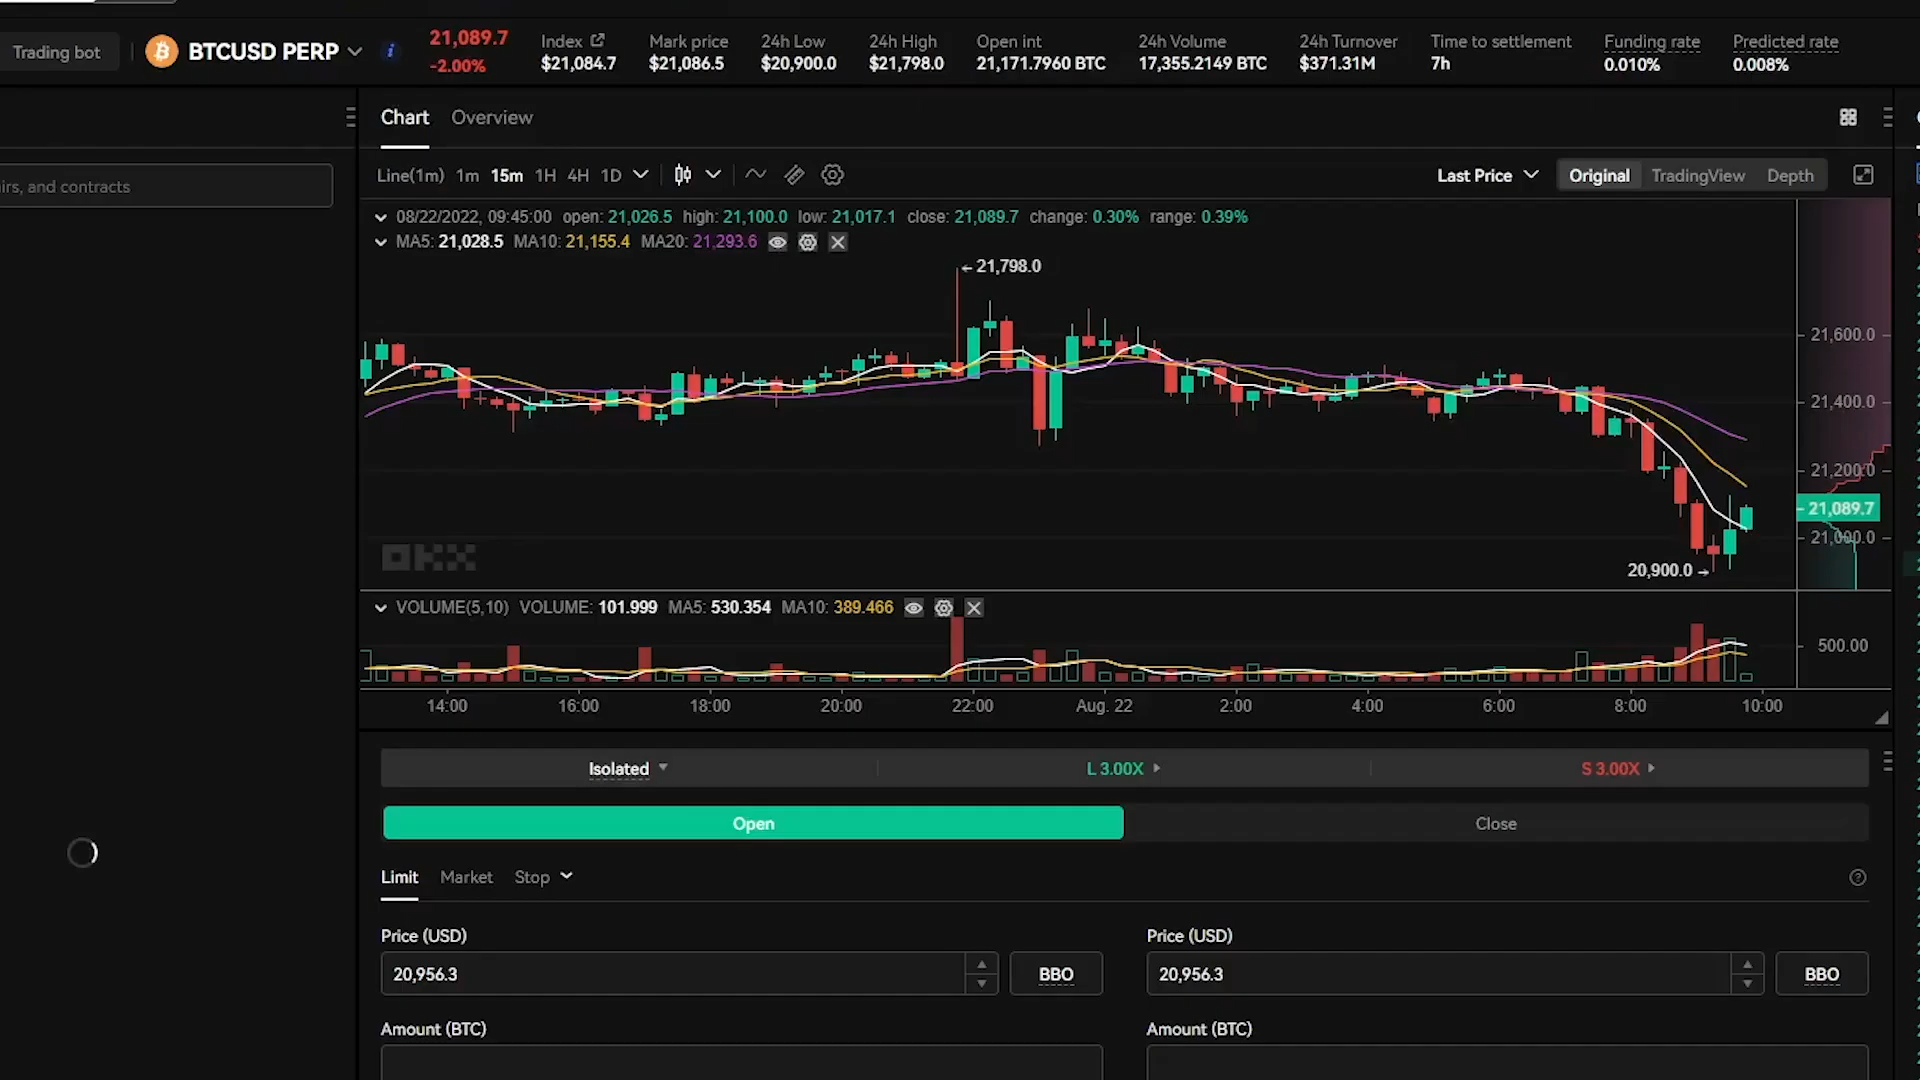 Trading bot
BTCUSD PERP
i
21,089.7
-2.00%
Index
$21,084.7
Mark price
$21,086.5
24h Low
$20,900.0
24h High
$21,798.0
Open int
21,171.7960 BTC
24h Volume
17,355.2149 BTC
24h Turnover
$371.31M
Time to settlement
7h
Funding rate
0.010%
Predicted rate
0.008%
Chart Overview
irs, and contracts
Line(1m) 1m 15m 1H 4H 1D
Last Price
Original TradingView Depth
08/22/2022, 09:45:00 open: 21,026.5 high: 21,100.0 low: 21,017.1 close: 21,089.7 change: 0.30% range: 0.39%
MA5: 21,028.5 MA10: 21,155.4 MA20: 21,293.6
21,798.0
21,600.0
21,400.0
21,200.0
21,089.7
21,000.0
20,900.0
OKX
VOLUME(5,10) VOLUME: 101.999 MA5: 530.354 MA10: 389.466
500.00
14:00 16:00 18:00 20:00 22:00 Aug. 22 2:00 4:00 6:00 8:00 10:00
Isolated L 3.00X S 3.00X
Open Close
Limit Market Stop
?
Price (USD) Price (USD)
20,956.3 BBO 20,956.3 BBO
Amount (BTC) Amount (BTC)